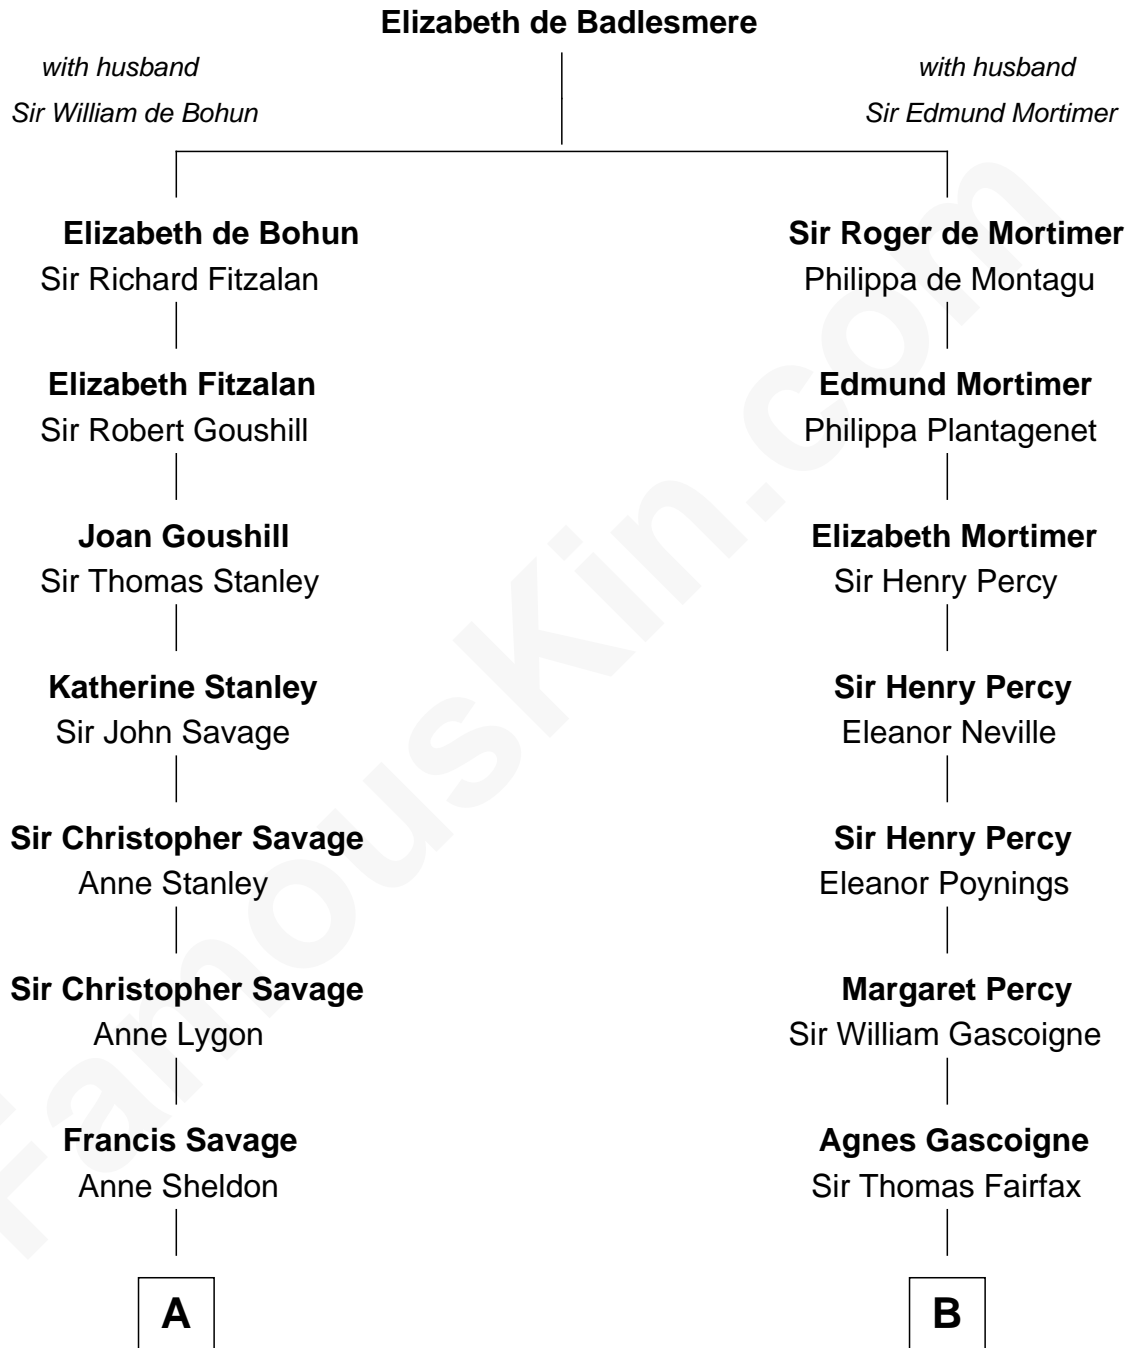 Elizabeth de Badlesmere
with husband
Sir William de Bohun
with husband
Sir Edmund Mortimer
Elizabeth de Bohun
Sir Richard Fitzalan
Sir Roger de Mortimer
Philippa de Montagu
Elizabeth Fitzalan
Sir Robert Goushill
Edmund Mortimer
Philippa Plantagenet
Joan Goushill
Sir Thomas Stanley
Elizabeth Mortimer
Sir Henry Percy
Katherine Stanley
Sir John Savage
Sir Henry Percy
Eleanor Neville
Sir Christopher Savage
Anne Stanley
Sir Henry Percy
Eleanor Poynings
Sir Christopher Savage
Anne Lygon
Margaret Percy
Sir William Gascoigne
Francis Savage
Anne Sheldon
Agnes Gascoigne
Sir Thomas Fairfax
A
B
FamousKin.com